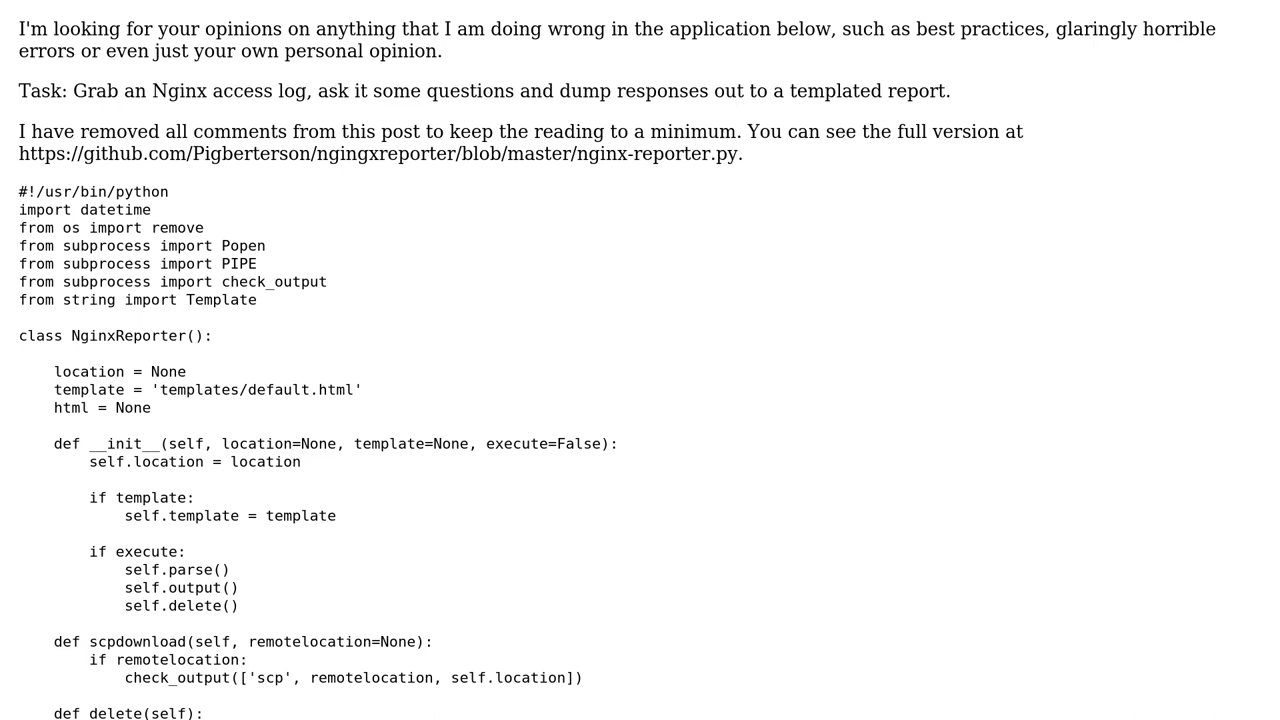 I'm looking for your opinions on anything that I am doing wrong in the application below, such as best practices, glaringly horrible
errors or even just your own personal opinion.
Task: Grab an Nginx access log, ask it some questions and dump responses out to a templated report.
I have removed all comments from this post to keep the reading to a minimum. You can see the full version at
https://github.com/Pigberterson/ngingxreporter/blob/master/nginx-reporter.py.
#!/usr/bin/python
import datetime
from os import remove
from subprocess import Popen
from subprocess import PIPE
from subprocess import check_output
from string import Template
class NginxReporter():
    location = None
    template = 'templates/default.html'
    html = None
    def __init__(self, location=None, template=None, execute=False):
        self.location = location
        if template:
            self.template = template
        if execute:
            self.parse()
            self.output()
            self.delete()
    def scpdownload(self, remotelocation=None):
        if remotelocation:
            check_output(['scp', remotelocation, self.location])
    def delete(self):